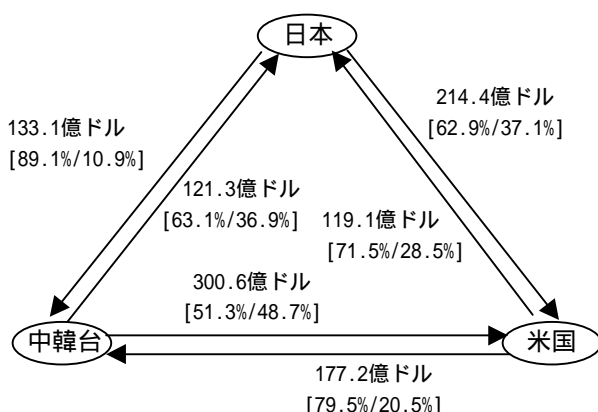 日本
214.4億ドル
[62.9%/37.1%]
133.1億ドル
[89.1%/10.9%]
121.3億ドル
[63.1%/36.9%]
119.1億ドル
[71.5%/28.5%]
300.6億ドル
[51.3%/48.7%]
中韓台
米国
177.2億ドル
[79.5%/20.5%]